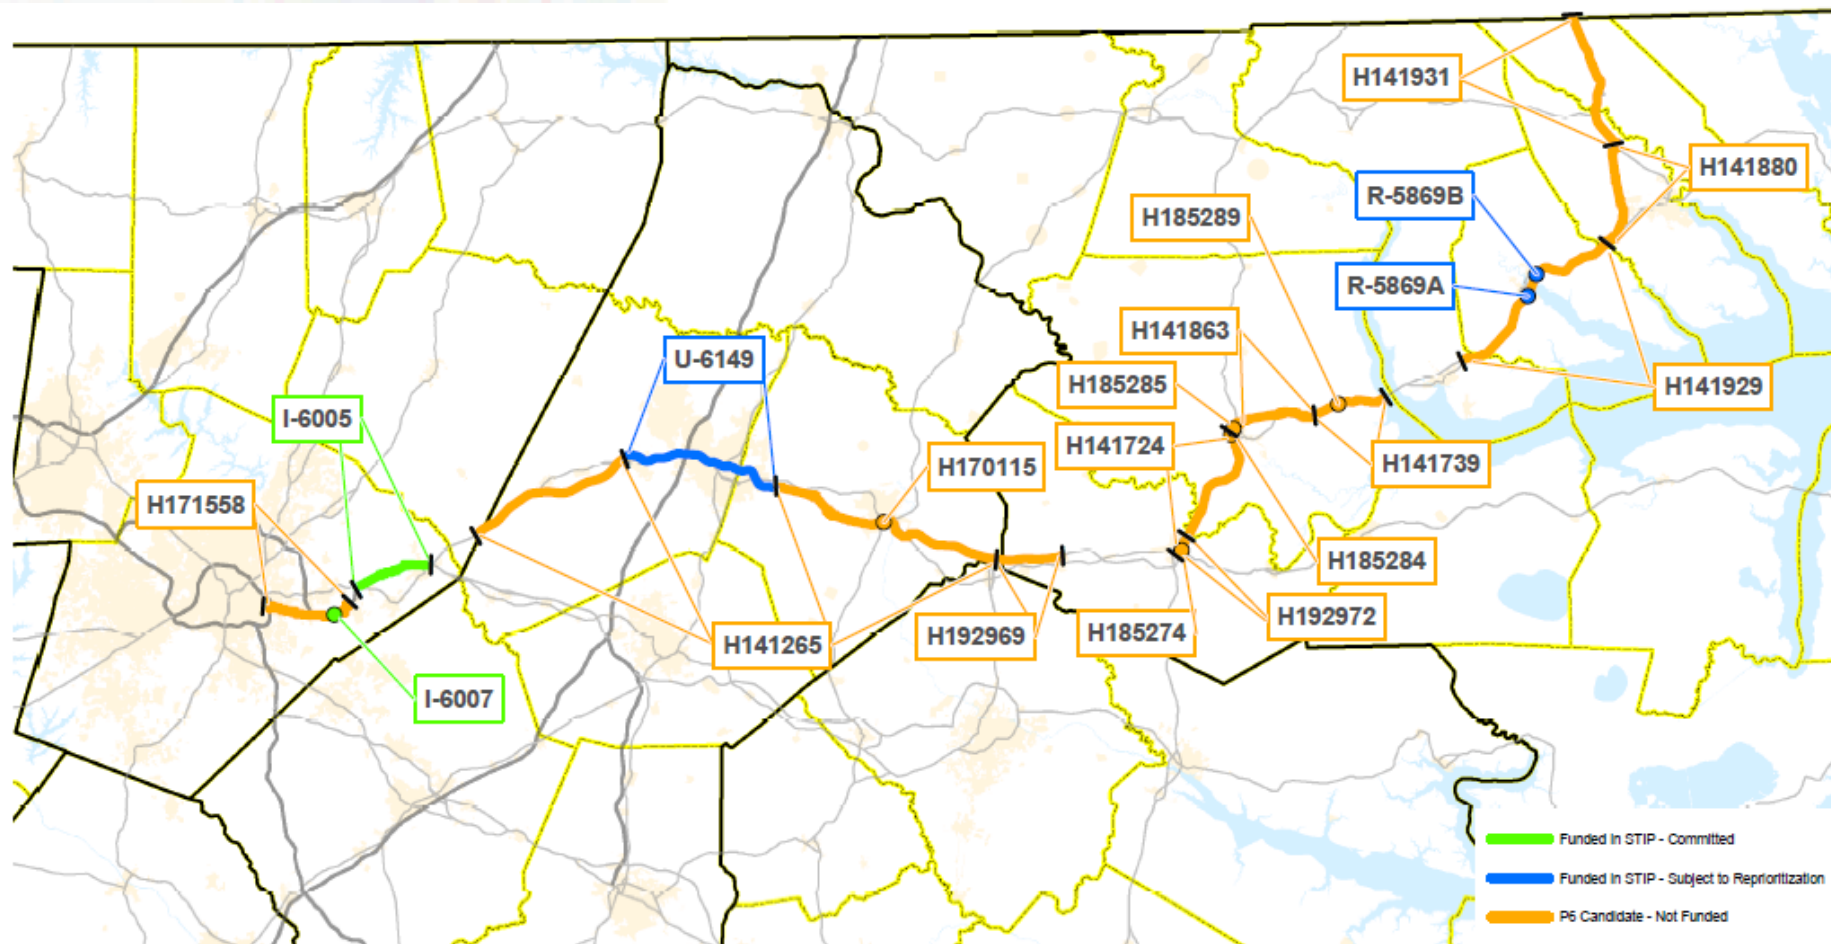 H141931
H141880
R-5869B
H185289
R-5869A
H141863
U-6149
H185285
H141929
I-6005
H141724
H170115
H141739
H171558
H185284
H192972
H141265
H192969
H185274
I-6007
Funded in STIP - Committed
Funded in STIP - Subject to Reprioritization
P6 Candidate - Not Funded